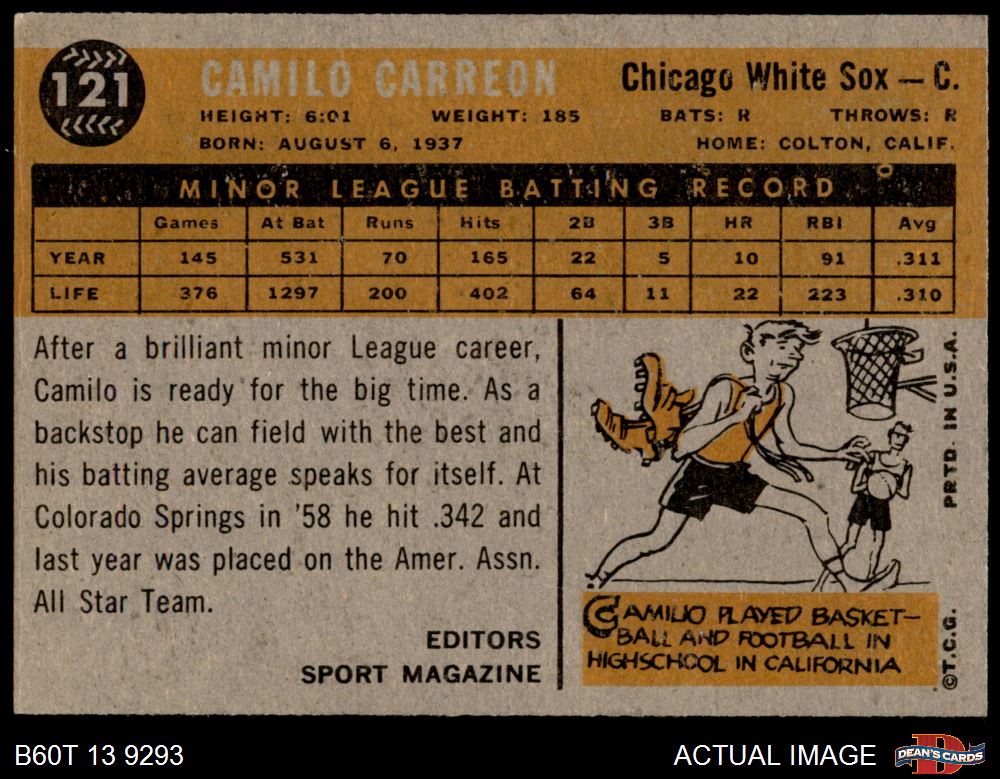 121
CAMILO CARREON
Chicago White Sox — C.
HEIGHT: 6:01 WEIGHT: 185 BATS: R THROWS: R
BORN: AUGUST 6, 1937 HOME: COLTON, CALIF.
MINOR LEAGUE BATTING RECORD
Games At Bat Runs Hits 2B 3B HR RBI Avg
YEAR 145 531 70 165 22 5 10 91 .311
LIFE 376 1297 200 402 64 11 22 223 .310
After a brilliant minor League career,
Camilo is ready for the big time. As a
backstop he can field with the best and
his batting average speaks for itself. At
Colorado Springs in '58 he hit .342 and
last year was placed on the Amer. Assn.
All Star Team.
EDITORS
SPORT MAGAZINE
CAMILIO PLAYED BASKET-
BALL AND FOOTBALL IN
HIGHSCHOOL IN CALIFORNIA
©T.C.G. PRTD. IN U.S.A.
B60T 13 9293
ACTUAL IMAGE
DEAN'S CARDS